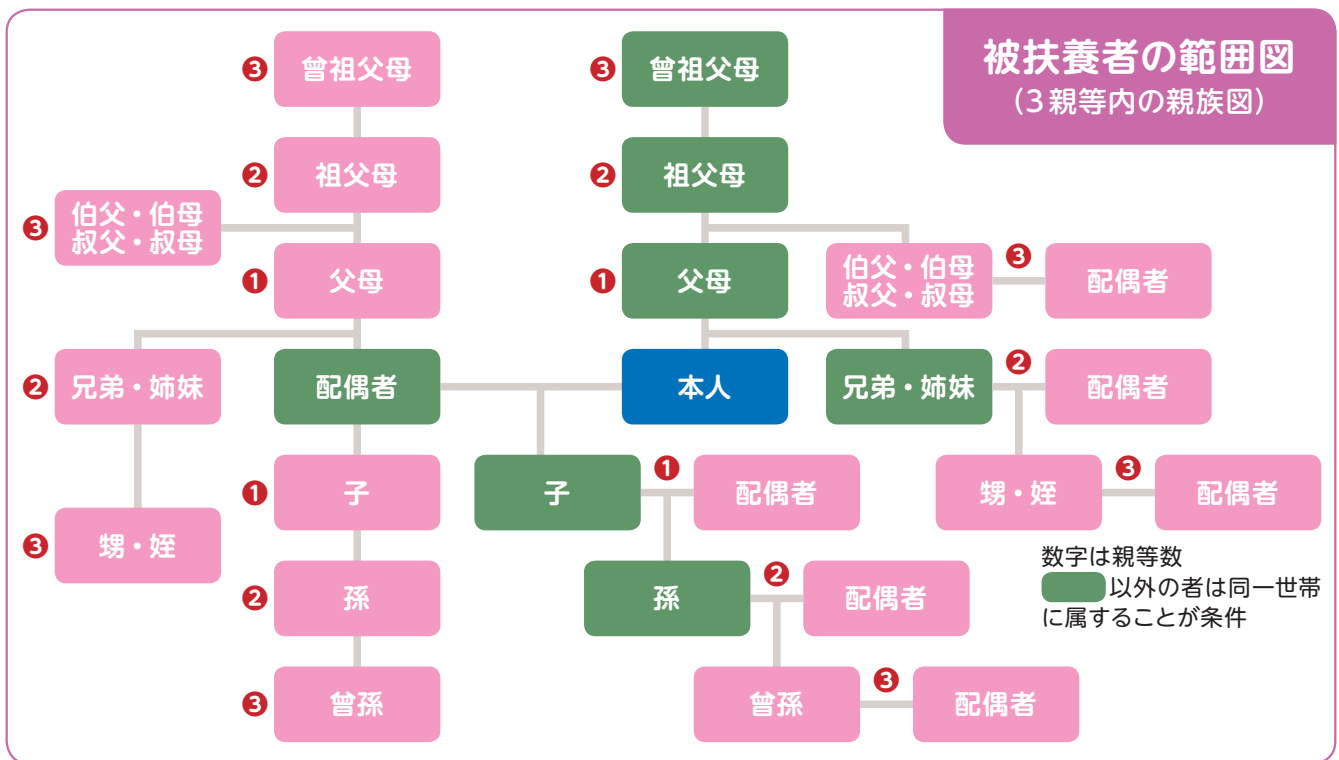 被扶養者の範囲図
（3親等内の親族図）
❸ 曾祖父母
❸ 曾祖父母
❷ 祖父母
❷ 祖父母
❸ 伯父・伯母
叔父・叔母
❶ 父母
❶ 父母
伯父・伯母
叔父・叔母
❸
配偶者
❷ 兄弟・姉妹
配偶者
本人
兄弟・姉妹
❷
配偶者
❶ 子
子
❶
配偶者
甥・姪
❸
配偶者
❸ 甥・姪
❷ 孫
孫
❷
配偶者
❸ 曾孫
曾孫
❸
配偶者
数字は親等数
以外の者は同一世帯
に属することが条件